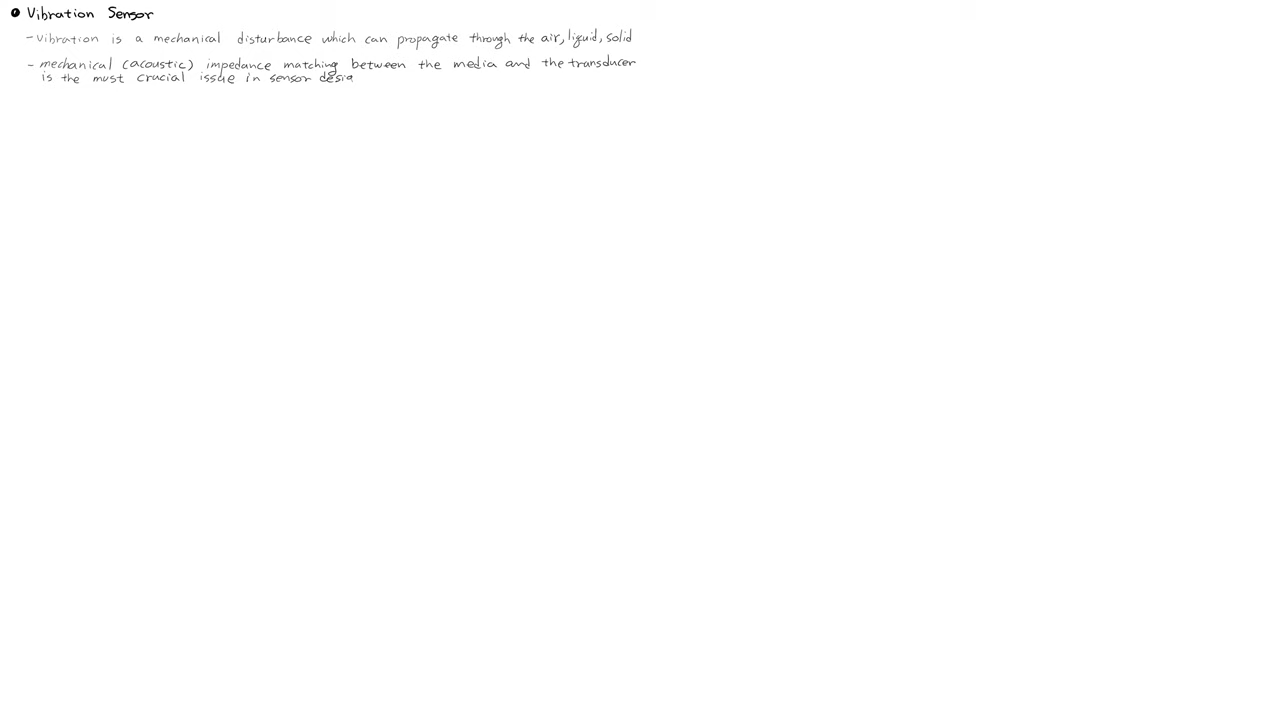 ● Vibration Sensor
- Vibration is a mechanical disturbance which can propagate through the air, liquid, solid
- mechanical (acoustic) impedance matching between the media and the transducer
is the must crucial issue in sensor desig